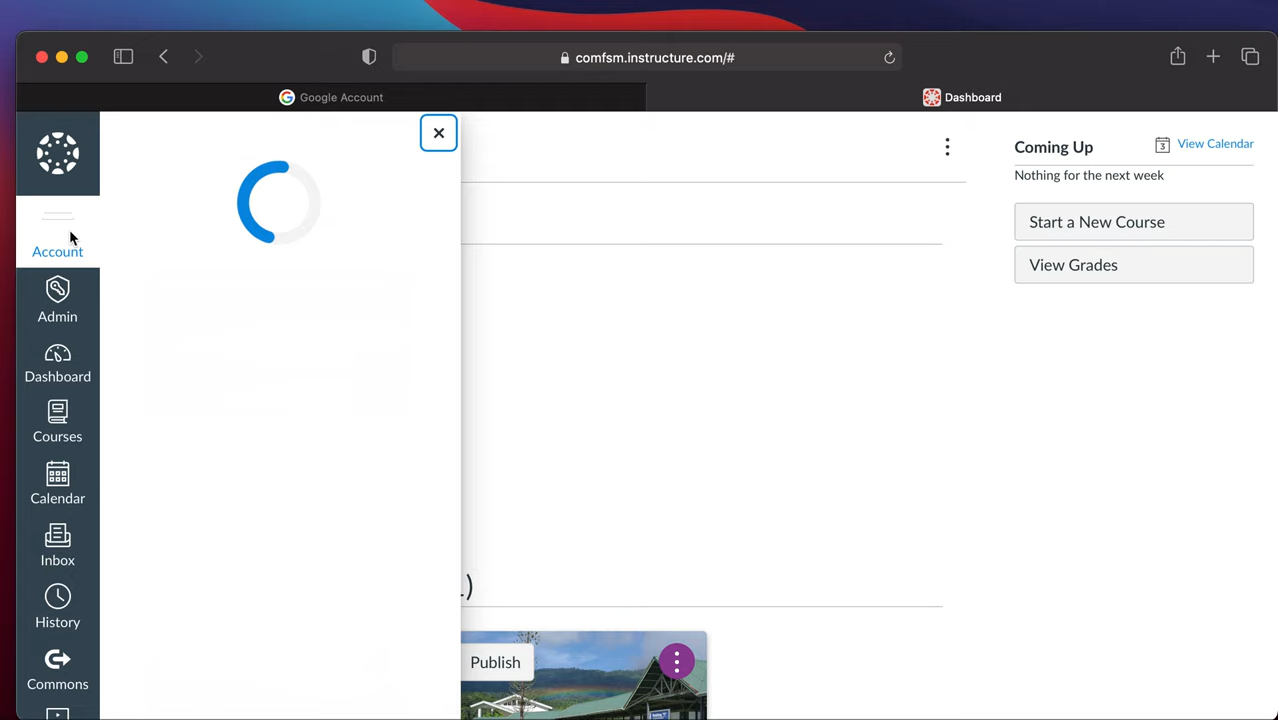 comfsm.instructure.com/#
Google Account
Dashboard
Account
Admin
Dashboard
Courses
Calendar
Inbox
History
Commons
Coming Up
3
View Calendar
Nothing for the next week
Start a New Course
View Grades
)
Publish